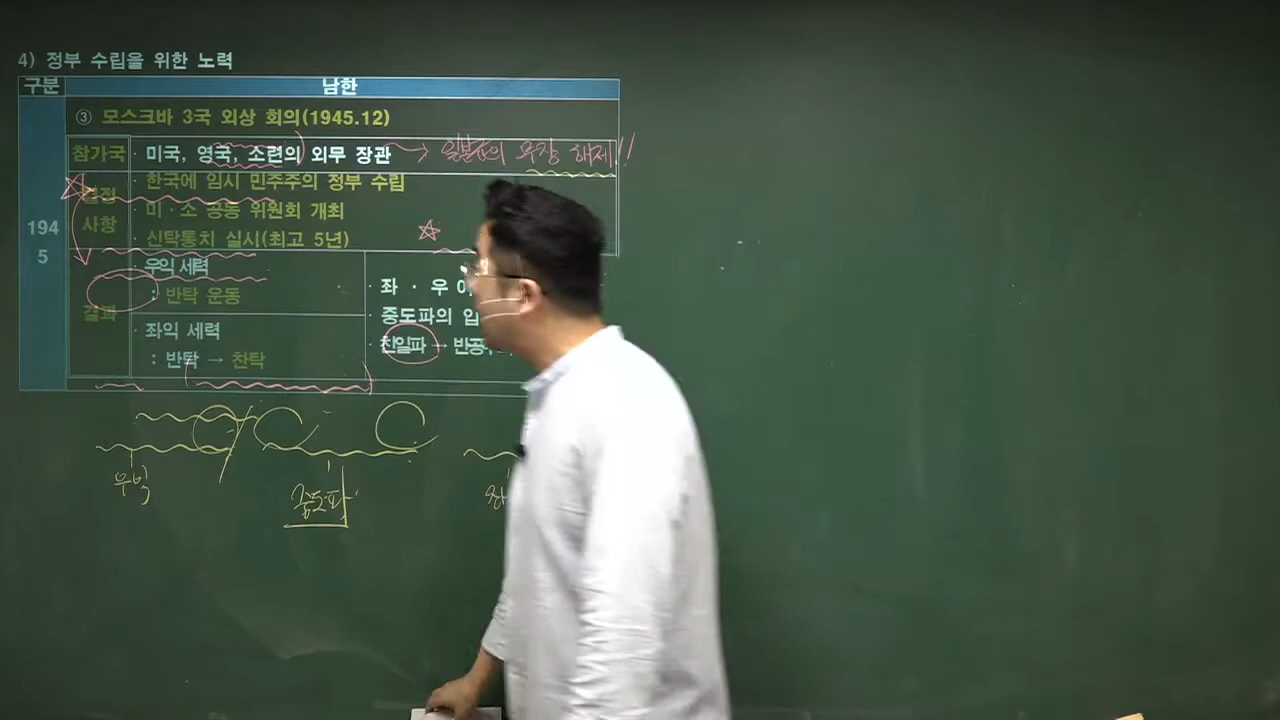 4) 정부 수립을 위한 노력
구분 남한
③ 모스크바 3국 외상 회의(1945.12)
참가국 · 미국, 영국, 소련의 외무 장관 → 일본군의 무장 해제!!
1945
결정 사항
· 한국에 임시 민주주의 정부 수립
· 미·소 공동 위원회 개최
· 신탁통치 실시(최고 5년)
결과
· 우익 세력
: 반탁 운동
· 좌익 세력
: 반탁 → 찬탁
· 좌·우
중도파의
· 친일파 →
우익
중도파